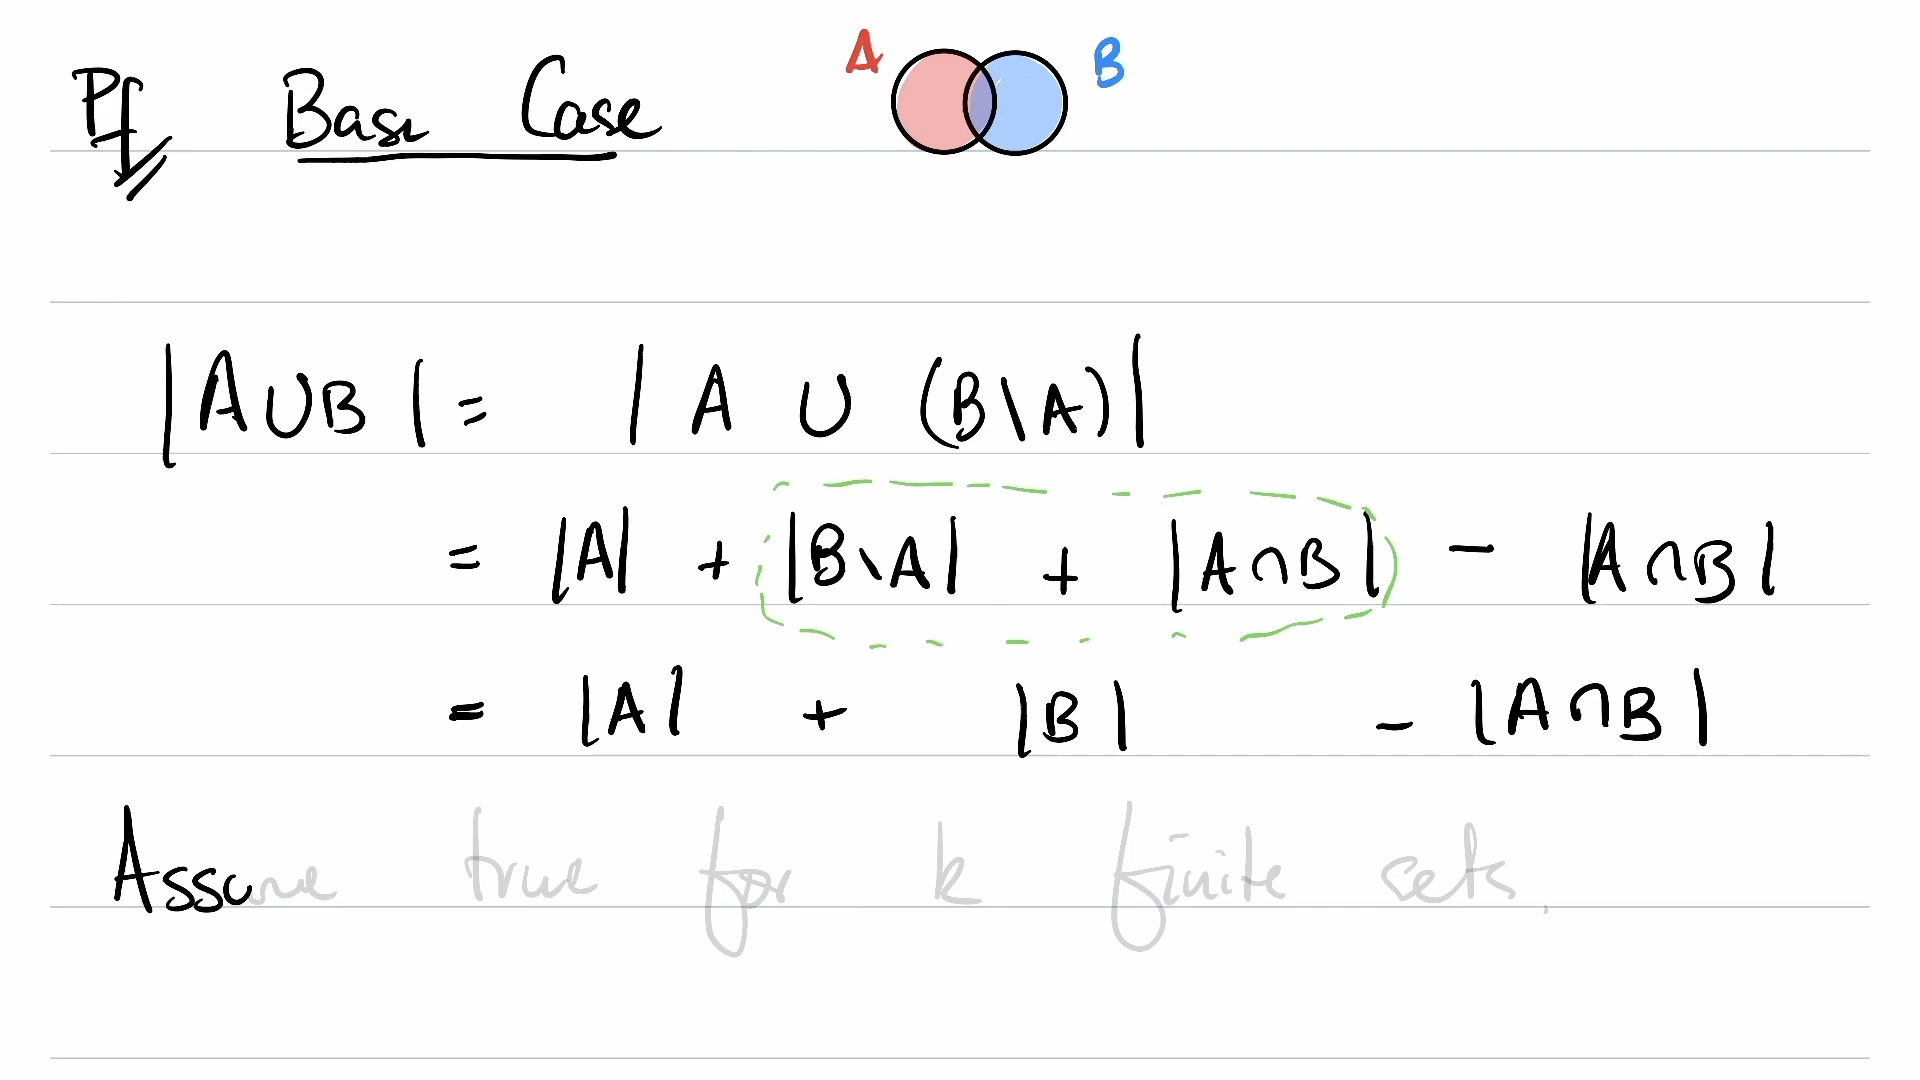 Pf Base Case A B
|A∪B| = |A ∪ (B\A)|
= |A| + |B\A| + |A∩B| - |A∩B|
= |A| + |B| - |A∩B|
Assume true for k finite sets.